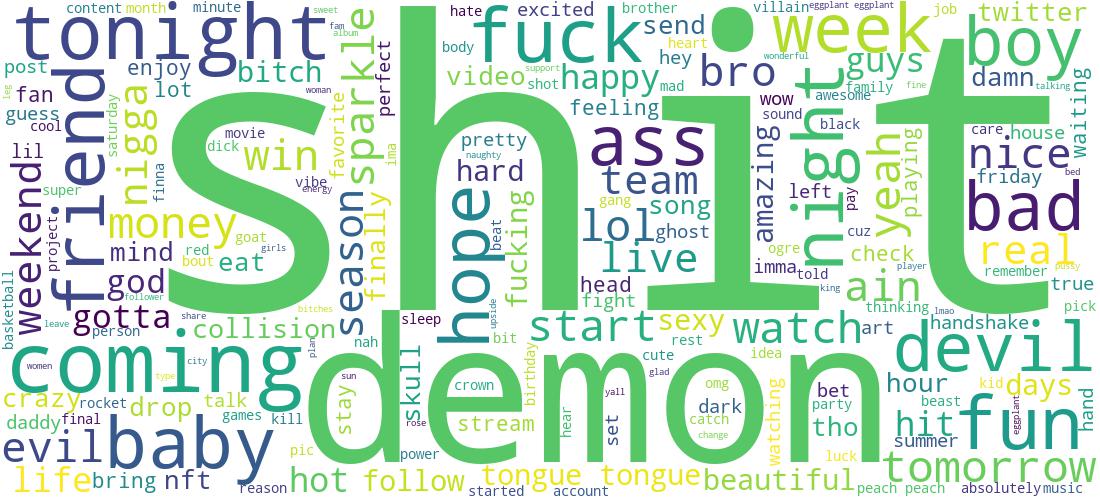 content month minute
tonight
sweet
fam
album
hate excited brother
fuck
send
heart
villain eggplant eggplant job
week
twitter
wonderful
boy
post enjoy
bitch
lot
sparkle
perfect
body
video
support
shot happy
hey
mad
bro
guys
family fine
damn
talking
leg
fan
guess
cool
friend
saturday
nigga
woman
favorite
ima
feeling
wow
sound
awesome
black
night
yeah
playing
waiting
shit
movie
dick win
vibe
energy
finna
lil
super
weekend
project
money
goat
girls
mind
red
bout eat
god
follower
bitches
season
finally
pretty
naughty
hard
hope
beat
upside
fucking
ass
team
gang song
lol ghost
live
head
fight
amazing
left
pay
cuz
ogre
imma told
king
check
player
ain
care house
nice
friday bed
bad
real
pussy
remember
true
basketball
leave
gotta
person
share
collision
plan
nah
sleep
bit
start
sexy
rest
watch
art
thinking
lmao
handshake
pick
coming
women
type
city
demon
skull
crown
stream
birthday
cute
glad
idea
devil
crazy
rocket
drop talk
daddy final
games kill
evil
baby
pic
stay
sun
rose
power
hear
set
yall
omg
dark
catch
change
watching
bet
party
tho
luck
hour
beast
hit
summer
kid days
fun
eggplant
hand
tomorrow
life
bring nft
reason hot follow
started
tongue tongue
account
beautiful
peach peach
absolutely music